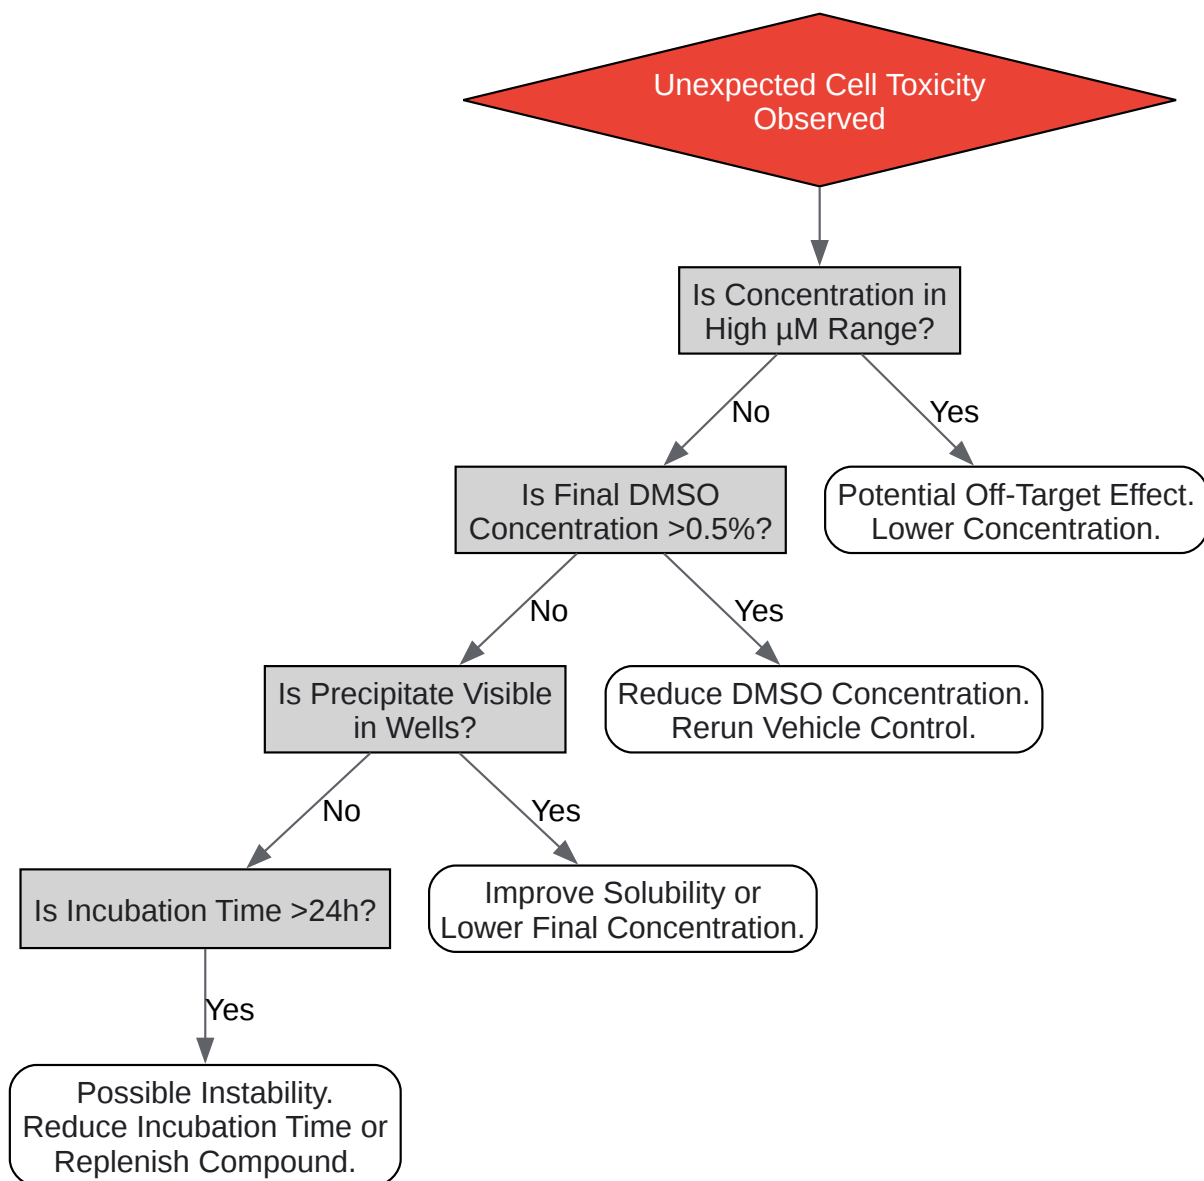 Unexpected Cell Toxicity
Observed
Is Concentration in
High µM Range?
No
Yes
Is Final DMSO
Concentration >0.5%?
Potential Off-Target Effect.
Lower Concentration.
No
Yes
Is Precipitate Visible
in Wells?
Reduce DMSO Concentration.
Rerun Vehicle Control.
No
Yes
Is Incubation Time >24h?
Improve Solubility or
Lower Final Concentration.
Yes
Possible Instability.
Reduce Incubation Time or
Replenish Compound.